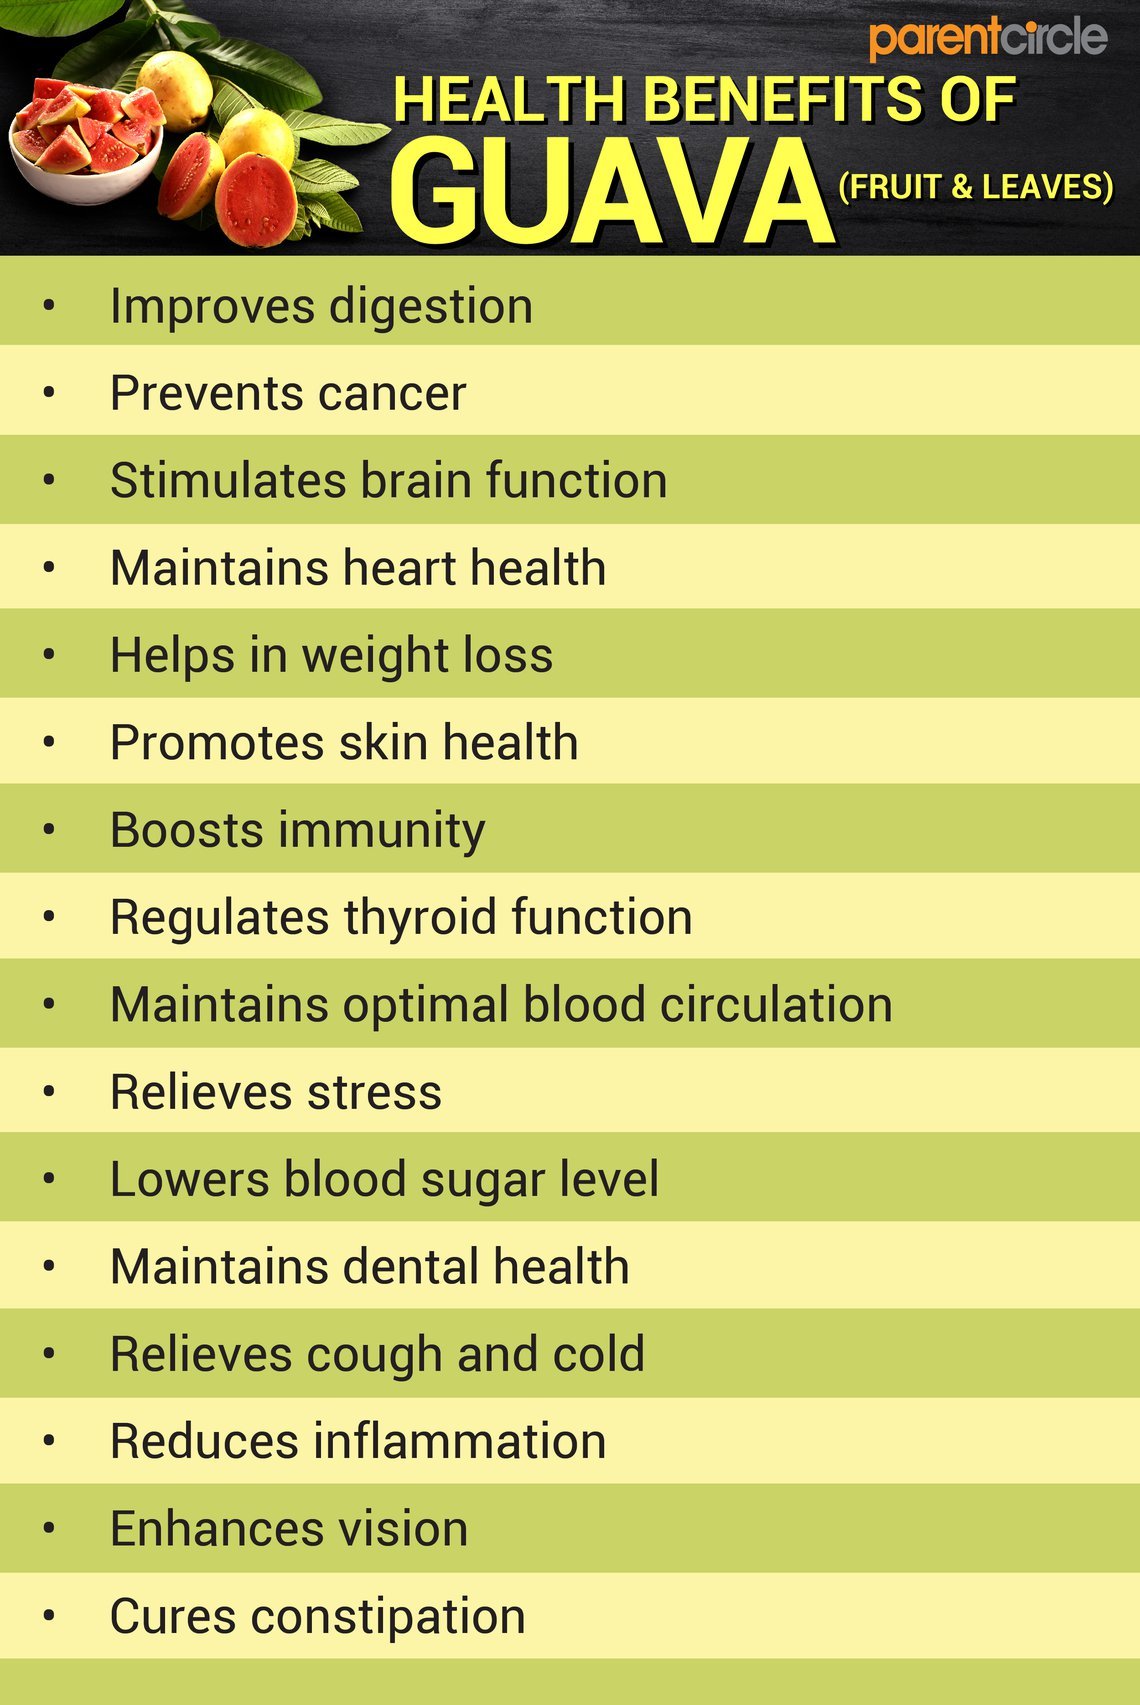 parentcircle
HEALTH BENEFITS OF
GUAVA (FRUIT & LEAVES)
• Improves digestion
• Prevents cancer
• Stimulates brain function
• Maintains heart health
• Helps in weight loss
• Promotes skin health
• Boosts immunity
• Regulates thyroid function
• Maintains optimal blood circulation
• Relieves stress
• Lowers blood sugar level
• Maintains dental health
• Relieves cough and cold
• Reduces inflammation
• Enhances vision
• Cures constipation